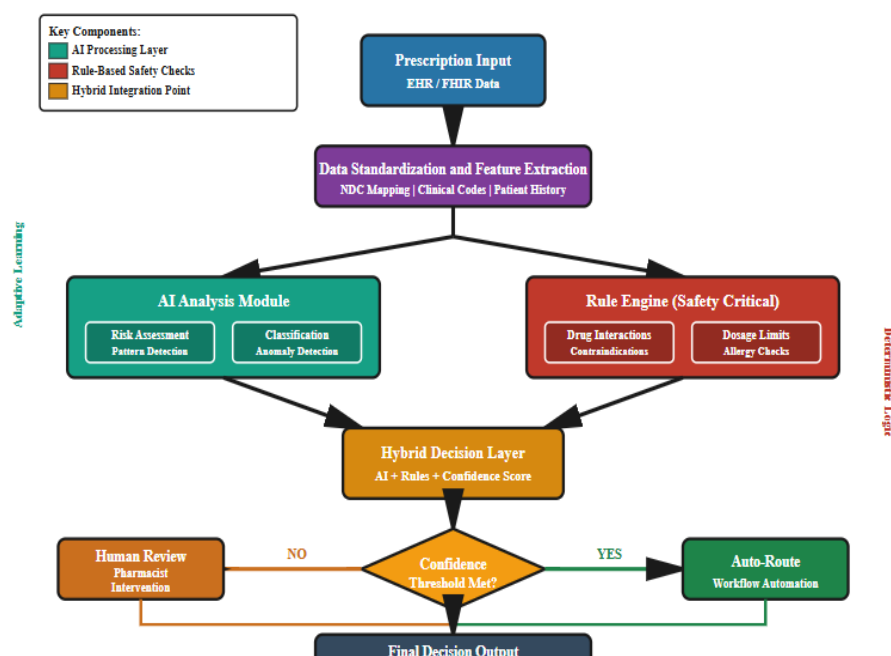 Key Components:
AI Processing Layer
Rule-Based Safety Checks
Hybrid Integration Point
Prescription Input
EHR / FHIR Data
Data Standardization and Feature Extraction
NDC Mapping | Clinical Codes | Patient History
Adaptive Learning
AI Analysis Module
Risk Assessment
Pattern Detection
Classification
Anomaly Detection
Rule Engine (Safety Critical)
Drug Interactions
Contraindications
Dosage Limits
Allergy Checks
Logic
Hybrid Decision Layer
AI + Rules + Confidence Score
Confidence
Threshold Met?
NO
YES
Human Review
Pharmacist
Intervention
Auto-Route
Workflow Automation
Final Decision Output